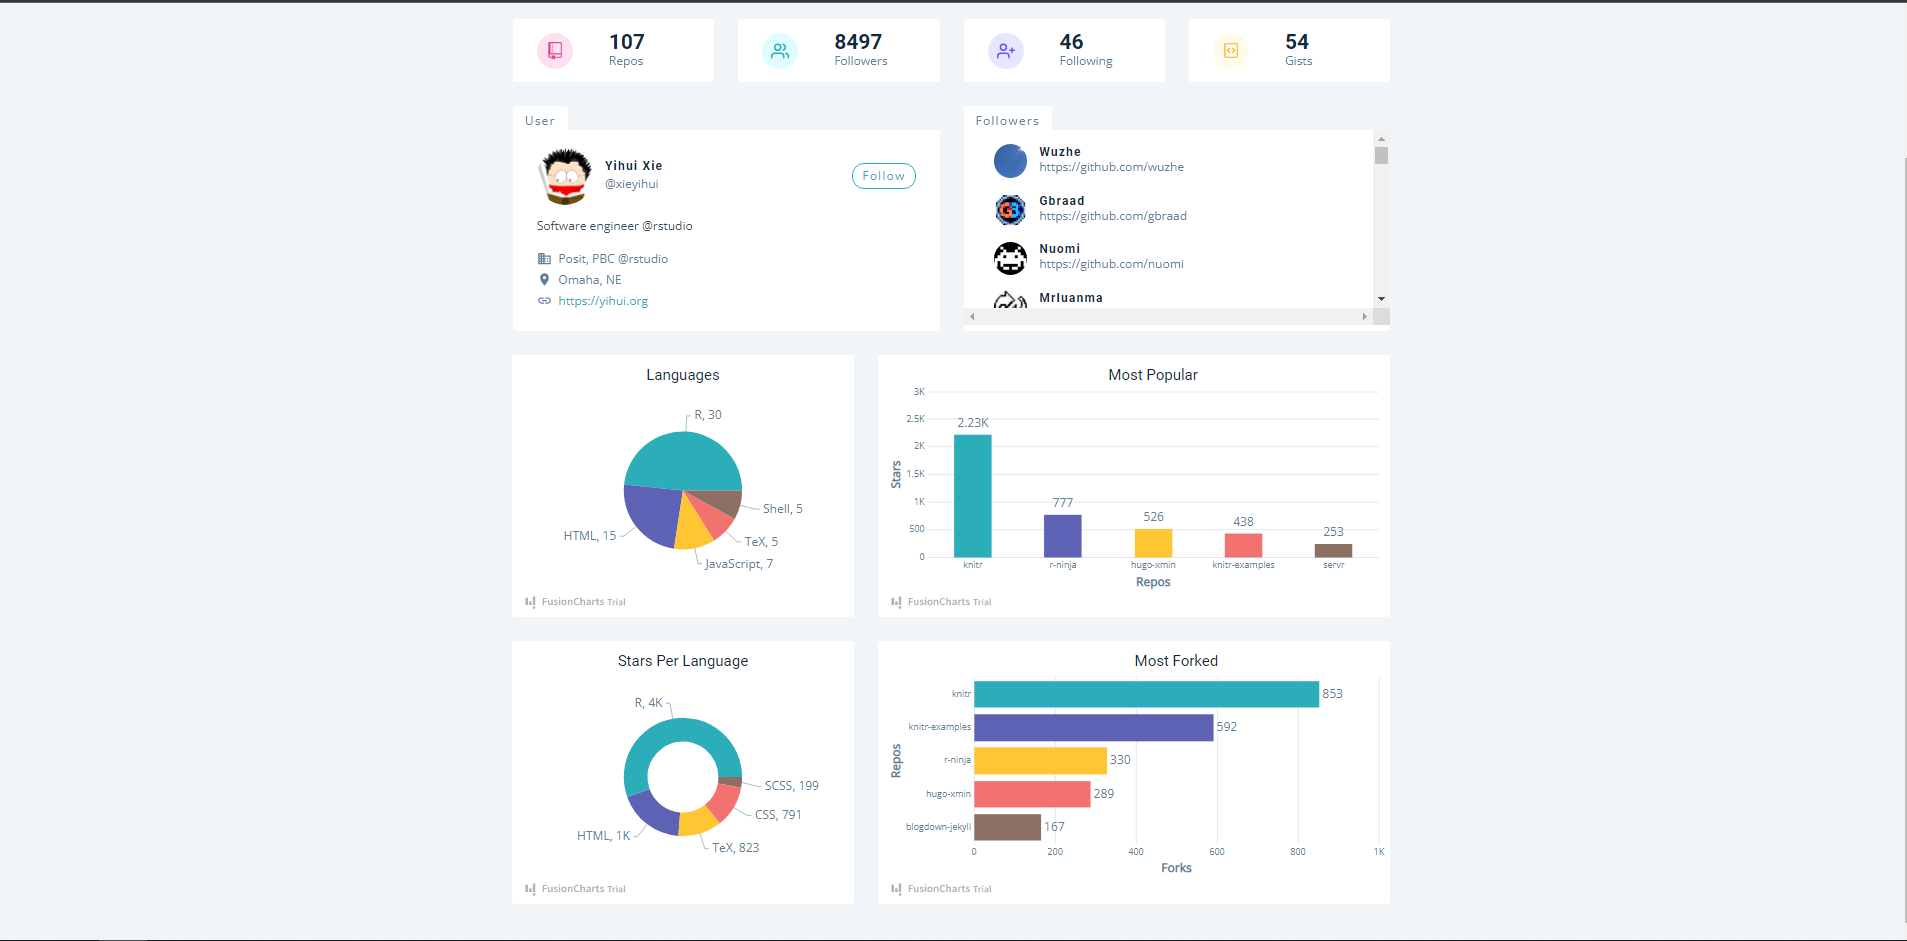 107
Repos
8497
Followers
46
Following
54
Gists
User
Yihui Xie
@xieyihui
Follow
Software engineer @rstudio
Posit, PBC @rstudio
Omaha, NE
https://yihui.org
Followers
Wuzhe
https://github.com/wuzhe
Gbraad
https://github.com/gbraad
Nuomi
https://github.com/nuomi
Mrluanma
Languages
R, 30
Shell, 5
TeX, 5
JavaScript, 7
HTML, 15
FusionCharts Trial
Most Popular
Stars
3K
2.5K
2K
1.5K
1K
500
0
2.23K
777
526
438
253
knitr
r-ninja
hugo-xmin
knitr-examples
servr
Repos
FusionCharts Trial
Stars Per Language
R, 4K
SCSS, 199
CSS, 791
TeX, 823
HTML, 1K
FusionCharts Trial
Most Forked
Repos
knitr 853
knitr-examples 592
r-ninja 330
hugo-xmin 289
blogdown-jekyll 167
0 200 400 600 800 1K
Forks
FusionCharts Trial